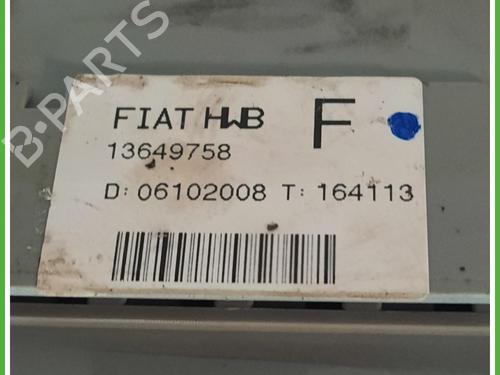 B-PARTS
FIAT HWB F
13649758
D: 06102008 T: 164113